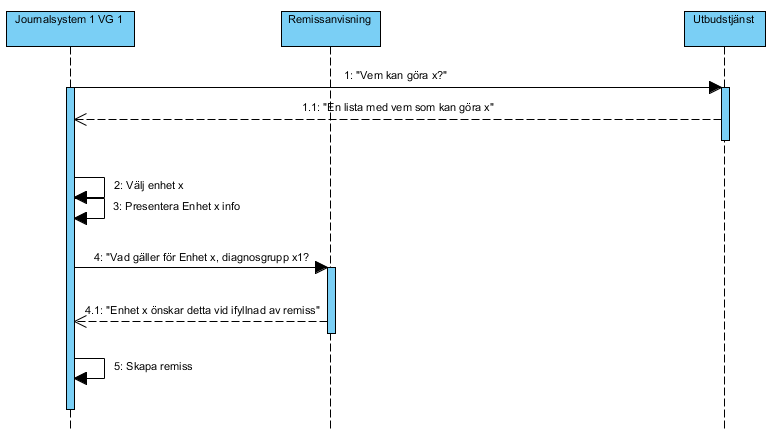 Journalsystem 1 VG 1
Remissanvisning
Utbudstjänst
1: "Vem kan göra x?"
1.1: "En lista med vem som kan göra x"
2: Välj enhet x
3: Presentera Enhet x info
4: "Vad gäller för Enhet x, diagnosgrupp x1?
4.1: "Enhet x önskar detta vid ifyllnad av remiss"
5: Skapa remiss